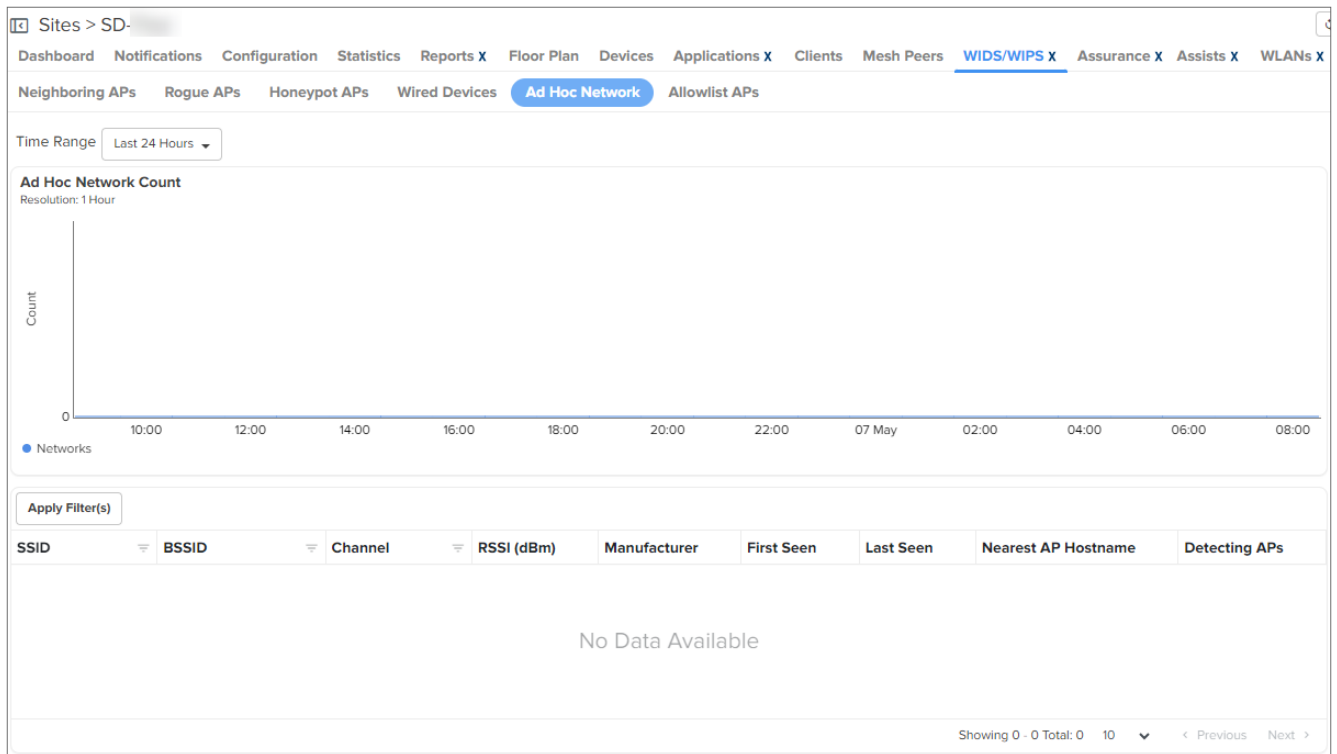 Sites > SD-
Dashboard Notifications Configuration Statistics Reports X Floor Plan Devices Applications X Clients Mesh Peers WIDS/WIPS X Assurance X Assists X WLANs X
Neighboring APs Rogue APs Honeypot APs Wired Devices Ad Hoc Network Allowlist APs
Time Range Last 24 Hours
Ad Hoc Network Count
Resolution: 1 Hour
Count
0
10:00 12:00 14:00 16:00 18:00 20:00 22:00 07 May 02:00 04:00 06:00 08:00
Networks
Apply Filter(s)
SSID BSSID Channel RSSI (dBm) Manufacturer First Seen Last Seen Nearest AP Hostname Detecting APs
No Data Available
Showing 0 - 0 Total: 0 10 < Previous Next >